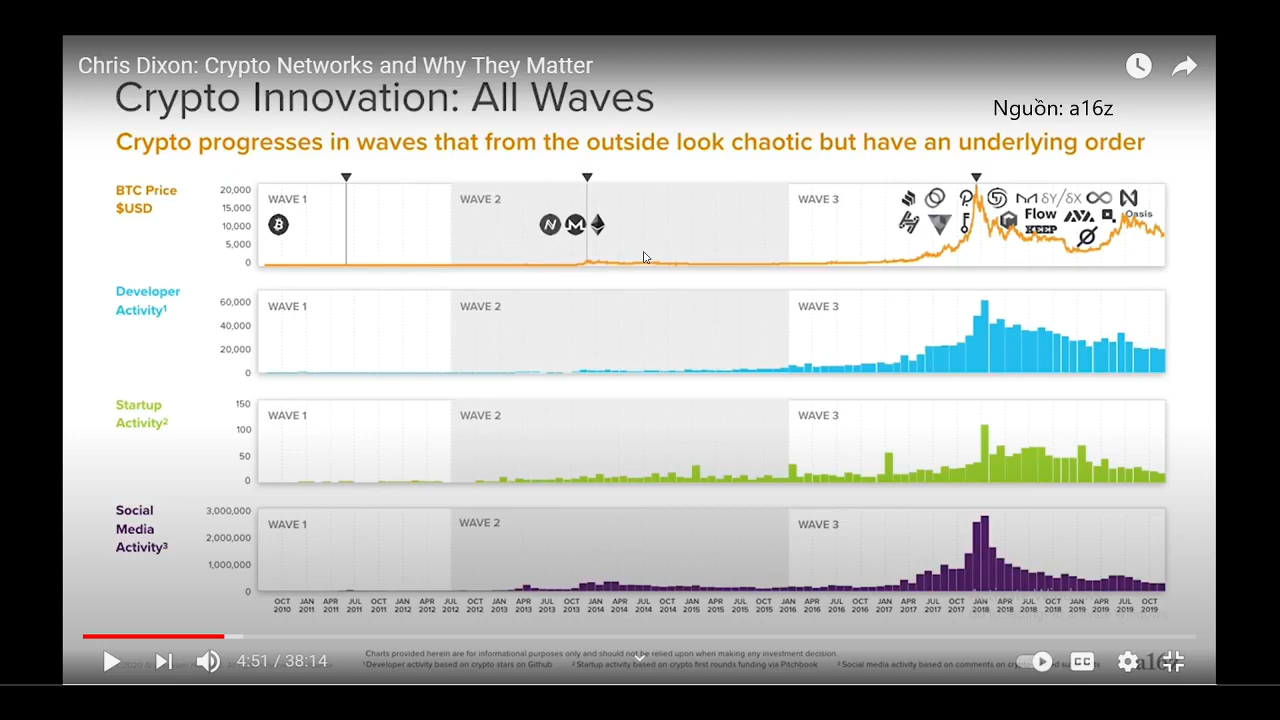 Chris Dixon: Crypto Networks and Why They Matter
Crypto Innovation: All Waves
Nguồn: a16z
Crypto progresses in waves that from the outside look chaotic but have an underlying order
BTC Price
$USD
20,000
15,000
10,000
5,000
0
WAVE 1
WAVE 2
WAVE 3
Flow
KEEP
Oasis
Developer
Activity¹
60,000
40,000
20,000
0
WAVE 1
WAVE 2
WAVE 3
Startup
Activity²
150
100
50
0
WAVE 1
WAVE 2
WAVE 3
Social
Media
Activity³
3,000,000
2,000,000
1,000,000
0
WAVE 1
WAVE 2
WAVE 3
OCT 2010 JAN 2011 APR 2011 JUL 2011 OCT 2011 JAN 2012 APR 2012 JUL 2012 OCT 2012 JAN 2013 APR 2013 JUL 2013 OCT 2013 JAN 2014 APR 2014 JUL 2014 OCT 2014 JAN 2015 APR 2015 JUL 2015 OCT 2015 JAN 2016 APR 2016 JUL 2016 OCT 2016 JAN 2017 APR 2017 JUL 2017 OCT 2017 JAN 2018 APR 2018 JUL 2018 OCT 2018 JAN 2019 APR 2019 JUL 2019 OCT 2019
4:51 / 38:14
Charts provided herein are for informational purposes only and should not be relied upon when making any investment decision.
¹Developer activity based on crypto stars on Github ²Startup activity based on crypto first rounds funding via Pitchbook ³Social media activity based on comments on
CC
a16z